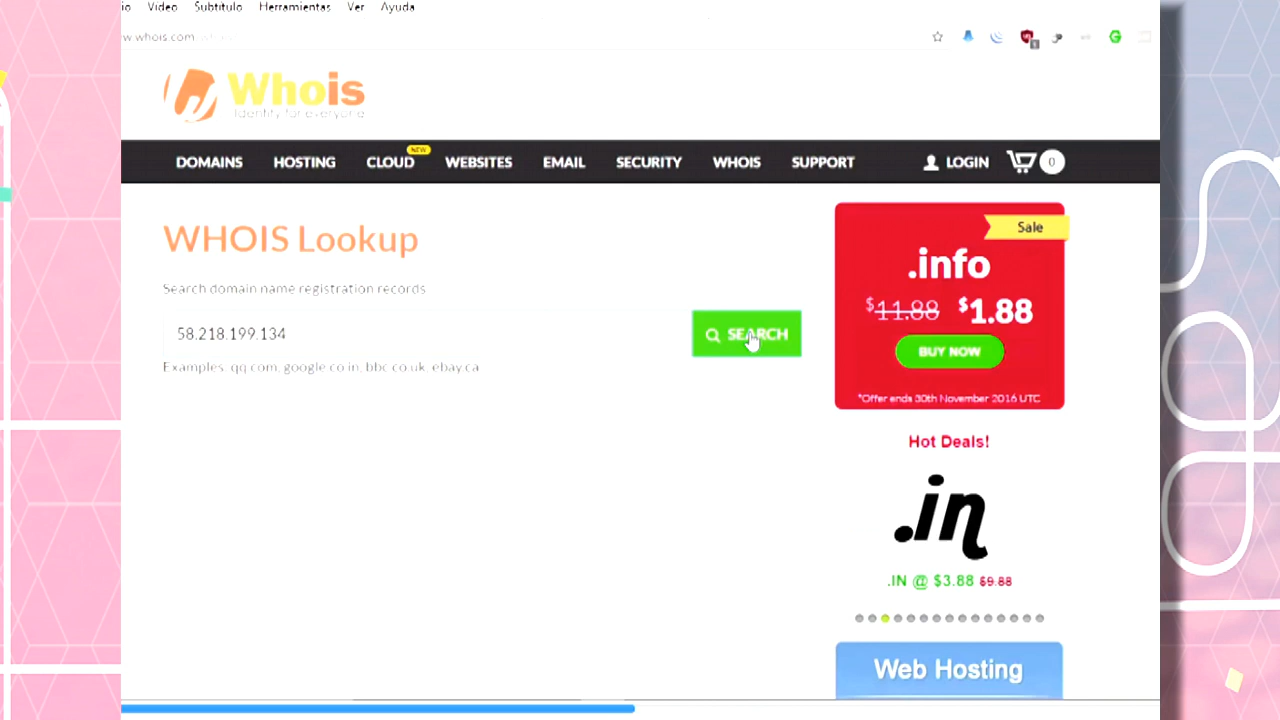 io Video Subtítulo Herramientas Ver Ayuda
w.whois.com
Whois
Identity for everyone
DOMAINS HOSTING CLOUD NEW WEBSITES EMAIL SECURITY WHOIS SUPPORT LOGIN 0
WHOIS Lookup
Search domain name registration records
58.218.199.134
SEARCH
Examples: qq.com, google.co.in, bbc.co.uk, ebay.ca
Sale
.info
$11.88 $1.88
BUY NOW
*Offer ends 30th November 2016 UTC
Hot Deals!
.in
.IN @ $3.88 $9.88
Web Hosting